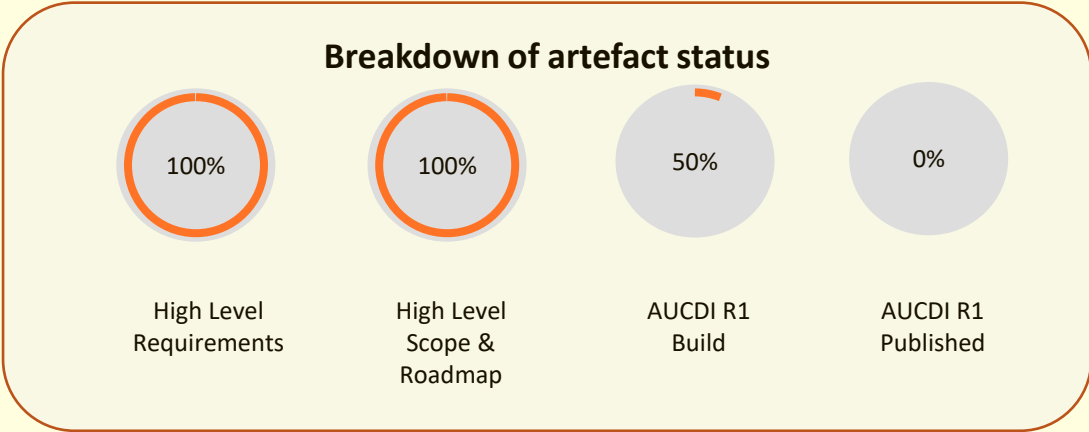 Breakdown of artefact status
100%
100%
50%
0%
High Level
Requirements
High Level
Scope &
Roadmap
AUCDI R1
Build
AUCDI R1
Published